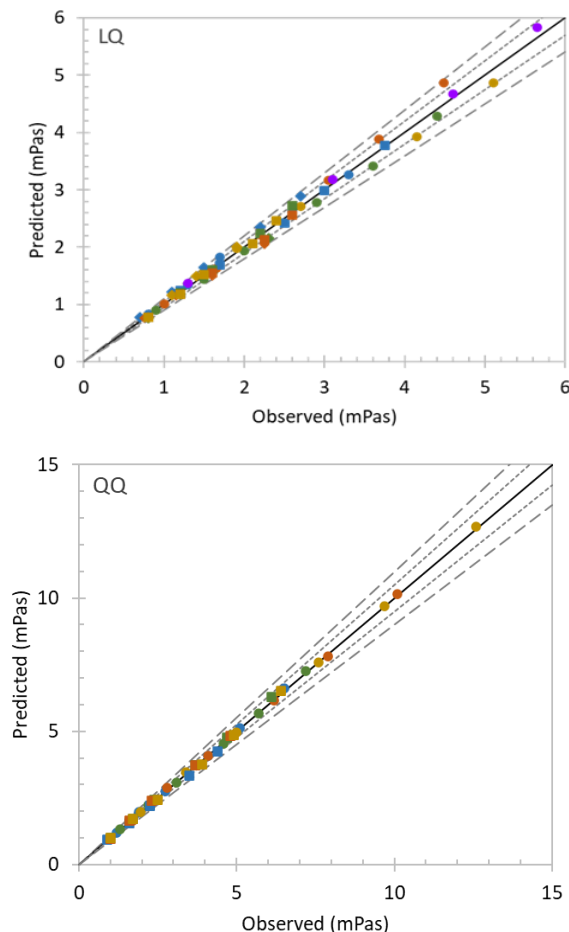 LQ
6
5
4
3
2
1
0
Predicted (mPas)
0 1 2 3 4 5 6
Observed (mPas)
QQ
15
10
5
0
Predicted (mPas)
0 5 10 15
Observed (mPas)